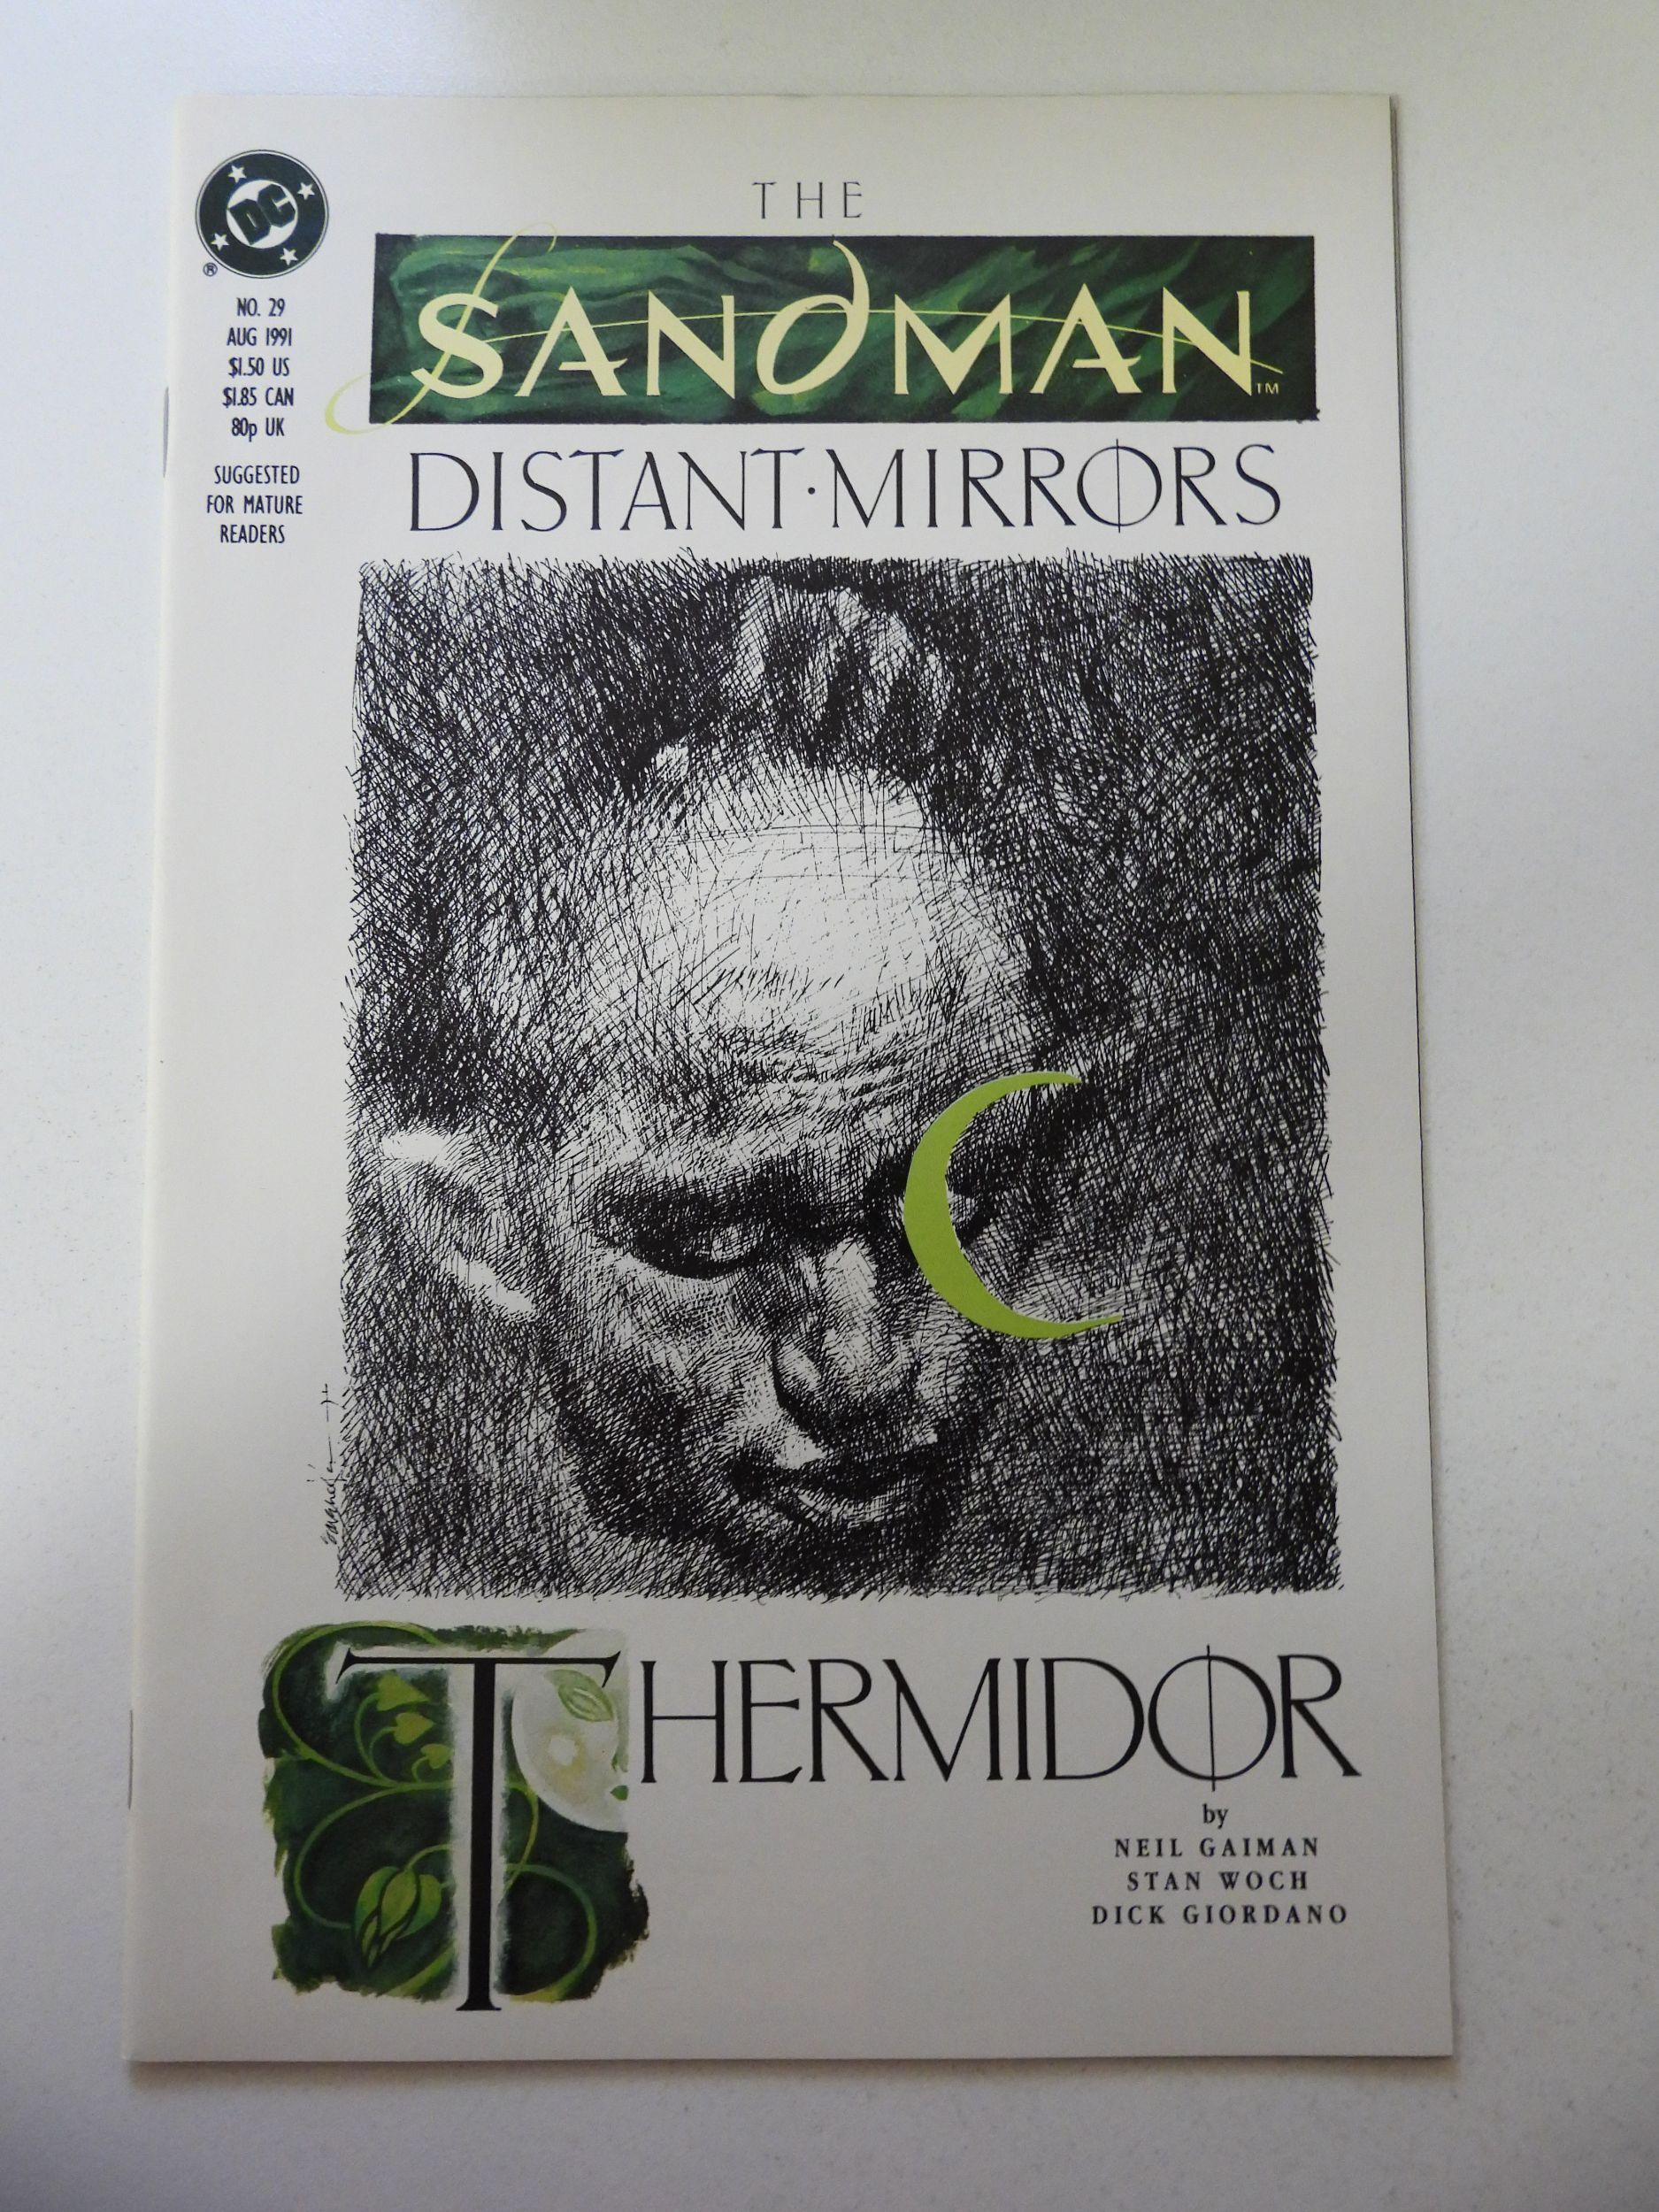 DC
®
NO. 29
AUG 1991
$1.50 US
$1.85 CAN
80p UK
SUGGESTED
FOR MATURE
READERS
THE
SANDMAN™
DISTANT·MIRRORS
THERMIDOR
by
NEIL GAIMAN
STAN WOCH
DICK GIORDANO